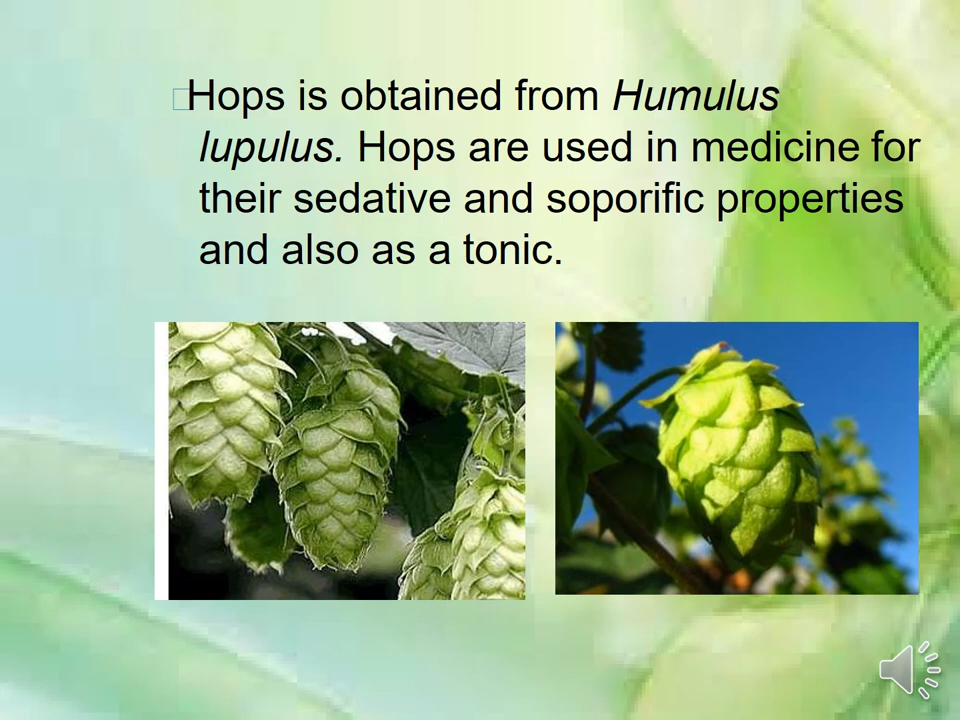 Hops is obtained from Humulus
lupulus. Hops are used in medicine for
their sedative and soporific properties
and also as a tonic.